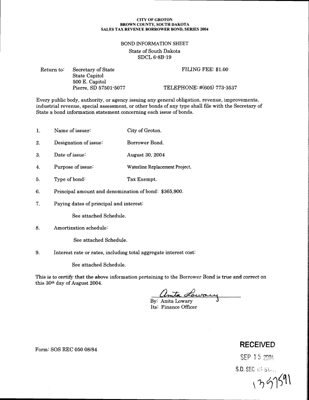 CITY OF GROTON
BROWN COUNTY, SOUTH DAKOTA
SALES TAX REVENUE BORROWER BOND, SERIES 2004
BOND INFORMATION SHEET
State of South Dakota
SDCL 6-8B-19
Return to: Secretary of State FILING FEE: $1.00
State Capitol
500 E. Capitol
Pierre, SD 57501-5077 TELEPHONE: #(605) 773-3537
Every public body, authority, or agency issuing any general obligation, revenue, improvements,
industrial revenue, special assessment, or other bonds of any type shall file with the Secretary of
State a bond information statement concerning each issue of bonds.
1. Name of issuer: City of Groton.
2. Designation of issue: Borrower Bond.
3. Date of issue: August 30, 2004
4. Purpose of issue: Waterline Replacement Project.
5. Type of bond: Tax Exempt.
6. Principal amount and denomination of bond: $365,900.
7. Paying dates of principal and interest:
See attached Schedule.
8. Amortization schedule:
See attached Schedule.
9. Interest rate or rates, including total aggregate interest cost:
See attached Schedule.
This is to certify that the above information pertaining to the Borrower Bond is true and correct on
this 30th day of August 2004.
Anita Lowary
By: Anita Lowary
Its: Finance Officer
RECEIVED
Form: SOS REC 050 08/84
SEP 13
S.D. SEC.
1357591